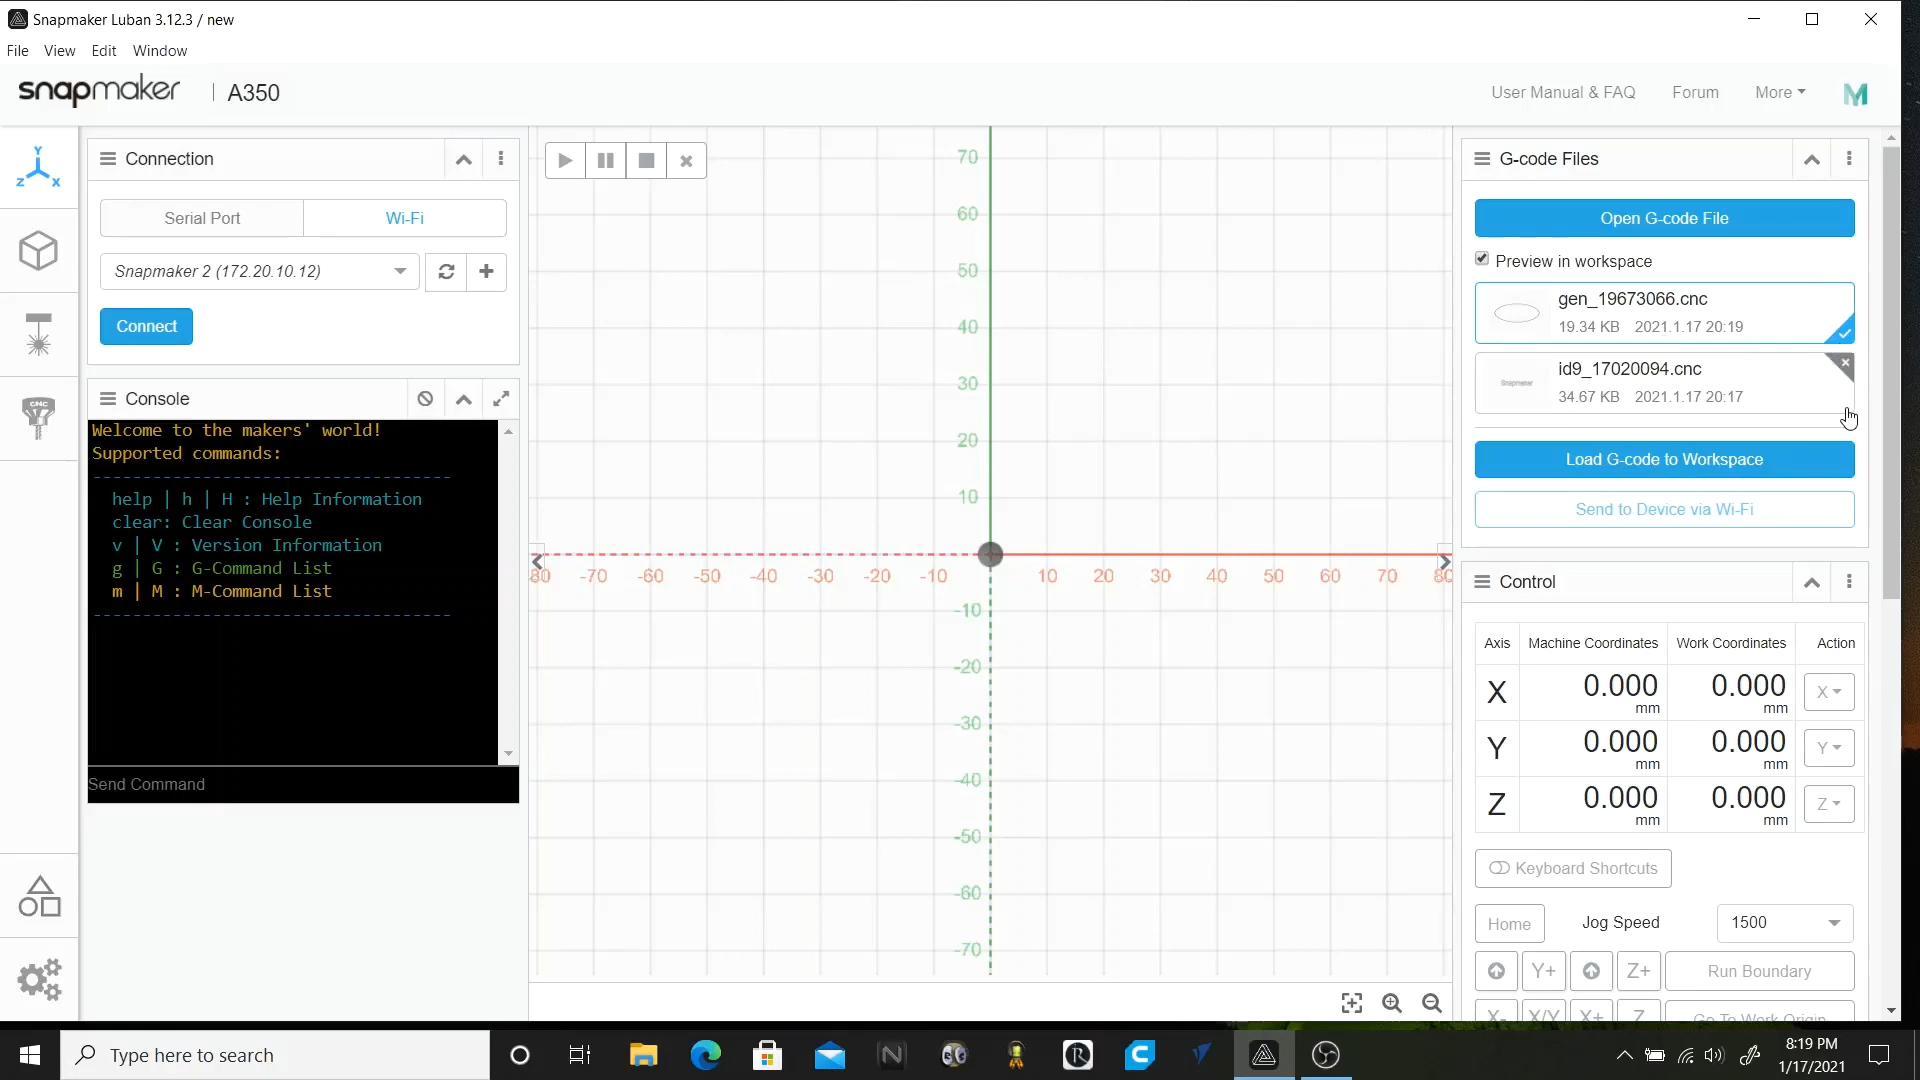 Snapmaker Luban 3.12.3 / new
File View Edit Window
snapmaker | A350
User Manual & FAQ Forum More
Connection
Serial Port Wi-Fi
Snapmaker 2 (172.20.10.12)
Connect
Console
Welcome to the makers' world!
Supported commands:
------------------------------------
help | h | H : Help Information
clear: Clear Console
v | V : Version Information
g | G : G-Command List
m | M : M-Command List
------------------------------------
Send Command
70
60
50
40
30
20
10
80 -70 -60 -50 -40 -30 -20 -10 10 20 30 40 50 60 70 80
-10
-20
-30
-40
-50
-60
-70
G-code Files
Open G-code File
Preview in workspace
gen_19673066.cnc
19.34 KB 2021.1.17 20:19
Snapmaker
id9_17020094.cnc
34.67 KB 2021.1.17 20:17
Load G-code to Workspace
Send to Device via Wi-Fi
Control
Axis Machine Coordinates Work Coordinates Action
X 0.000 mm 0.000 mm X
Y 0.000 mm 0.000 mm Y
Z 0.000 mm 0.000 mm Z
Keyboard Shortcuts
Home Jog Speed 1500
Y+ Z+ Run Boundary
X- X/Y X+ Z Go To Work Origin
Type here to search
8:19 PM
1/17/2021